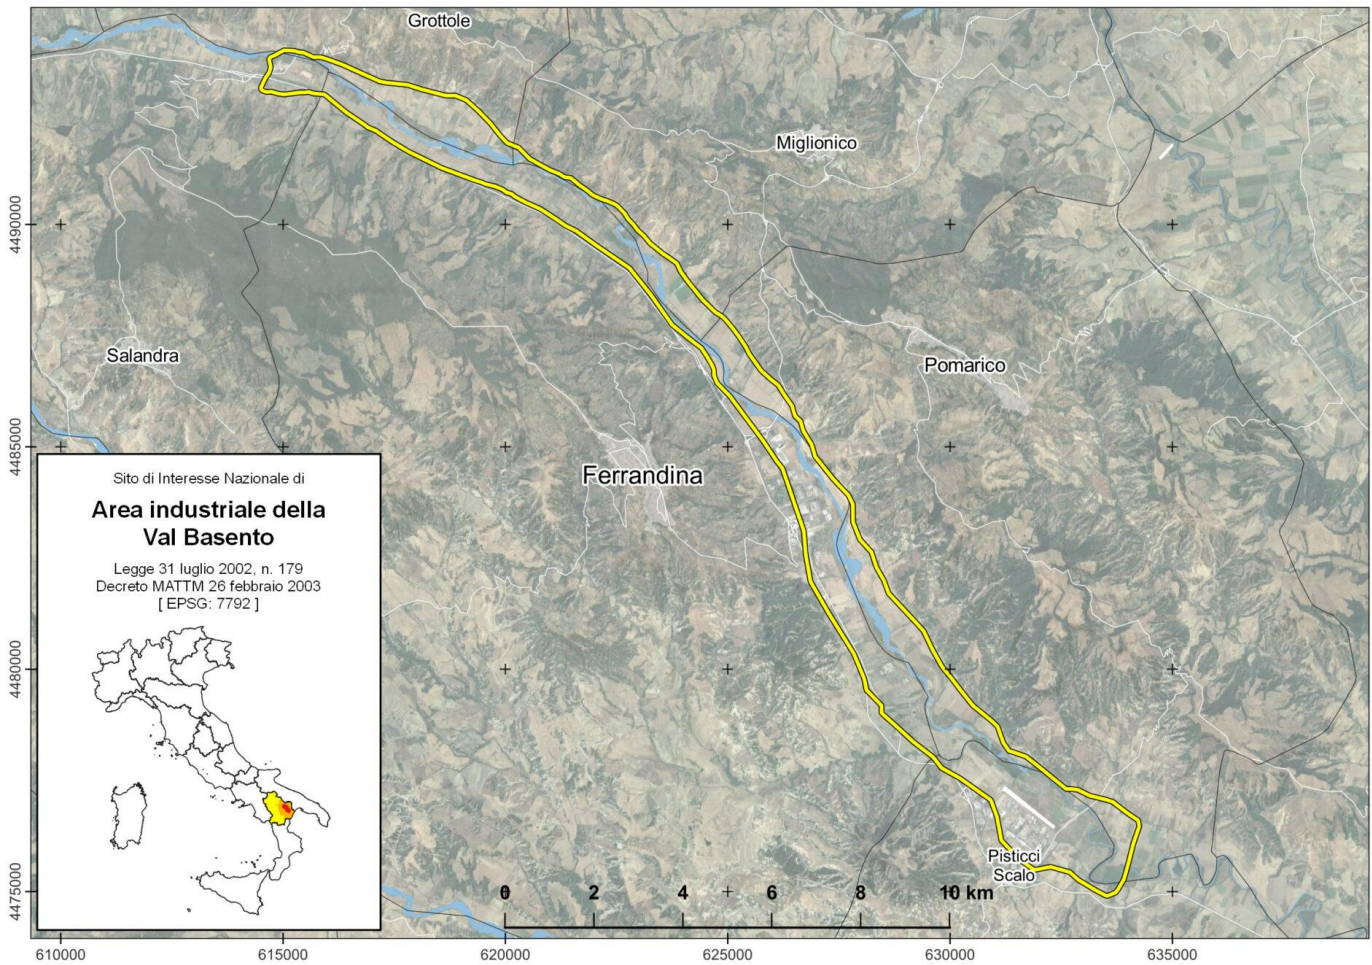 Grottole
Miglionico
4490000
Salandra
Pomarico
4485000
Ferrandina
Sito di Interesse Nazionale di
Area industriale della
Val Basento
Legge 31 luglio 2002, n. 179
Decreto MATTM 26 febbraio 2003
[ EPSG: 7792 ]
4480000
Pisticci
Scalo
4475000
0 2 4 6 8 10 km
610000 615000 620000 625000 630000 635000